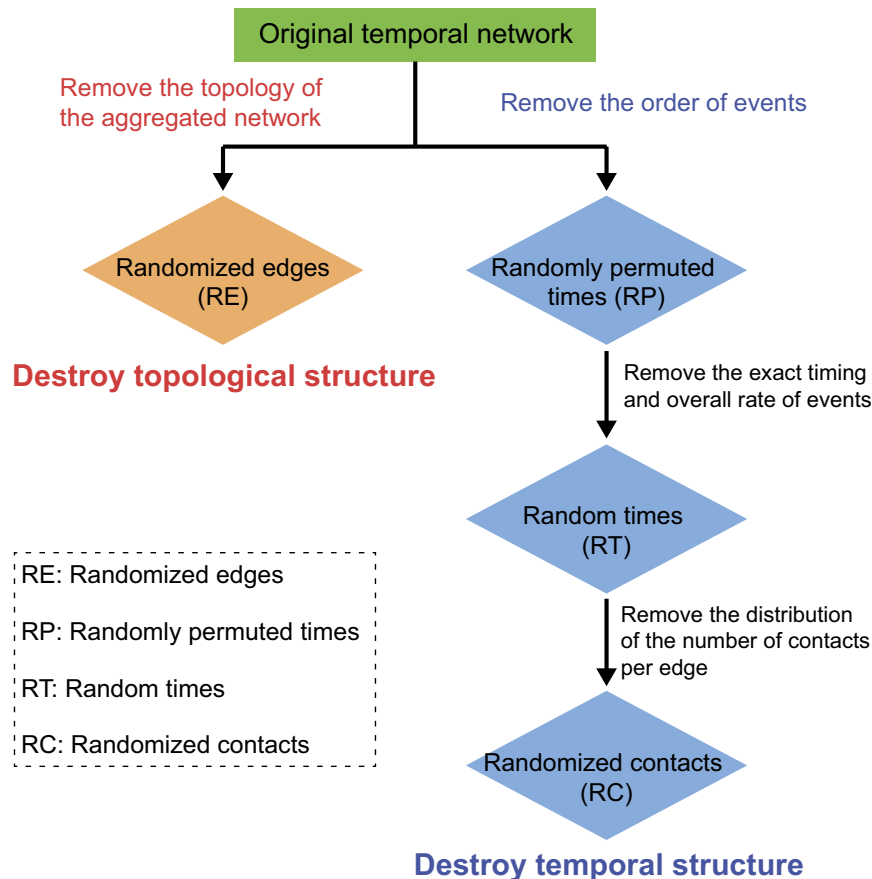 Original temporal network
Remove the topology of
the aggregated network
Remove the order of events
Randomized edges
(RE)
Randomly permuted
times (RP)
Destroy topological structure
Remove the exact timing
and overall rate of events
Random times
(RT)
RE: Randomized edges
RP: Randomly permuted times
RT: Random times
RC: Randomized contacts
Remove the distribution
of the number of contacts
per edge
Randomized contacts
(RC)
Destroy temporal structure